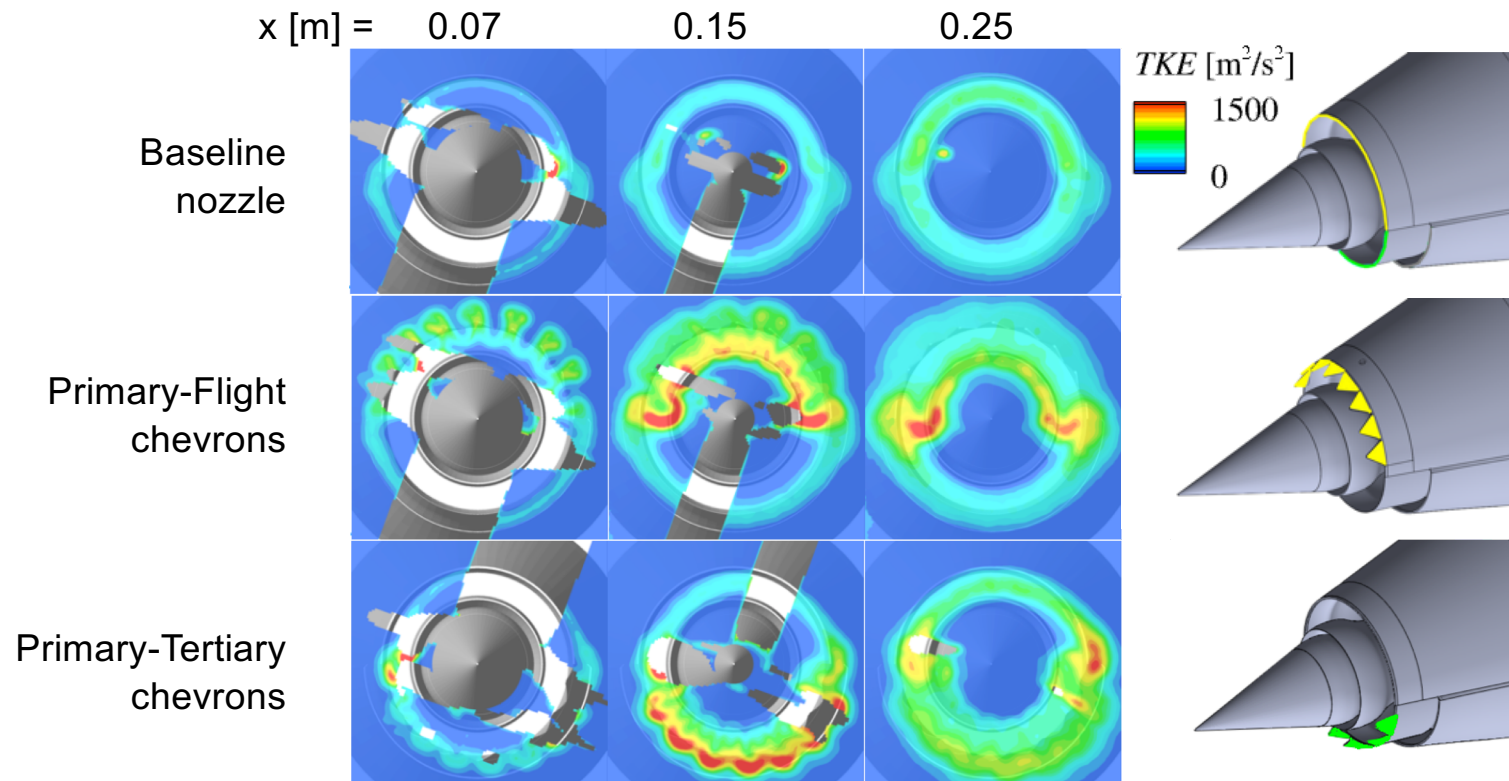 x [m] = 0.07 0.15 0.25
TKE [m²/s²]
1500
0
Baseline
nozzle
Primary-Flight
chevrons
Primary-Tertiary
chevrons